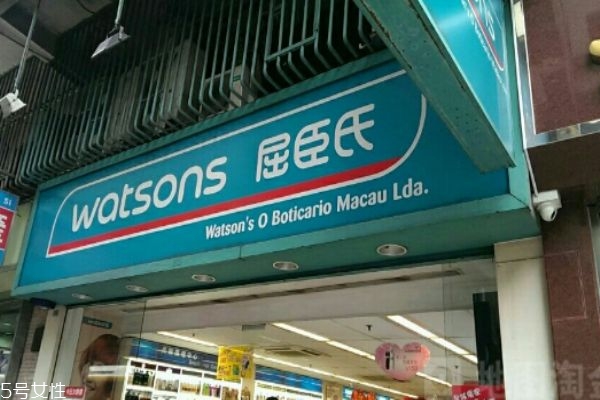 watsons 屈臣氏
Watson's O Boticario Macau Lda.
5号女性